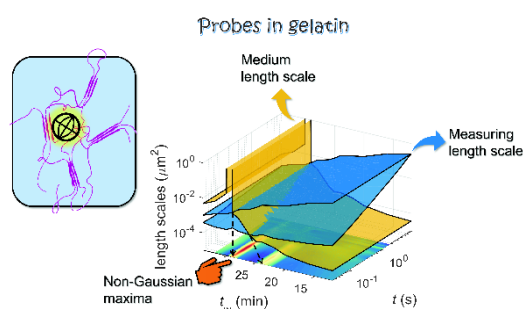 Probes in gelatin
Medium
length scale
Measuring
length scale
length scales (μm²)
10⁰
10⁻²
10⁻⁴
Non-Gaussian
maxima
25
20
15
10⁻¹
10⁰
t_w (min)
t (s)